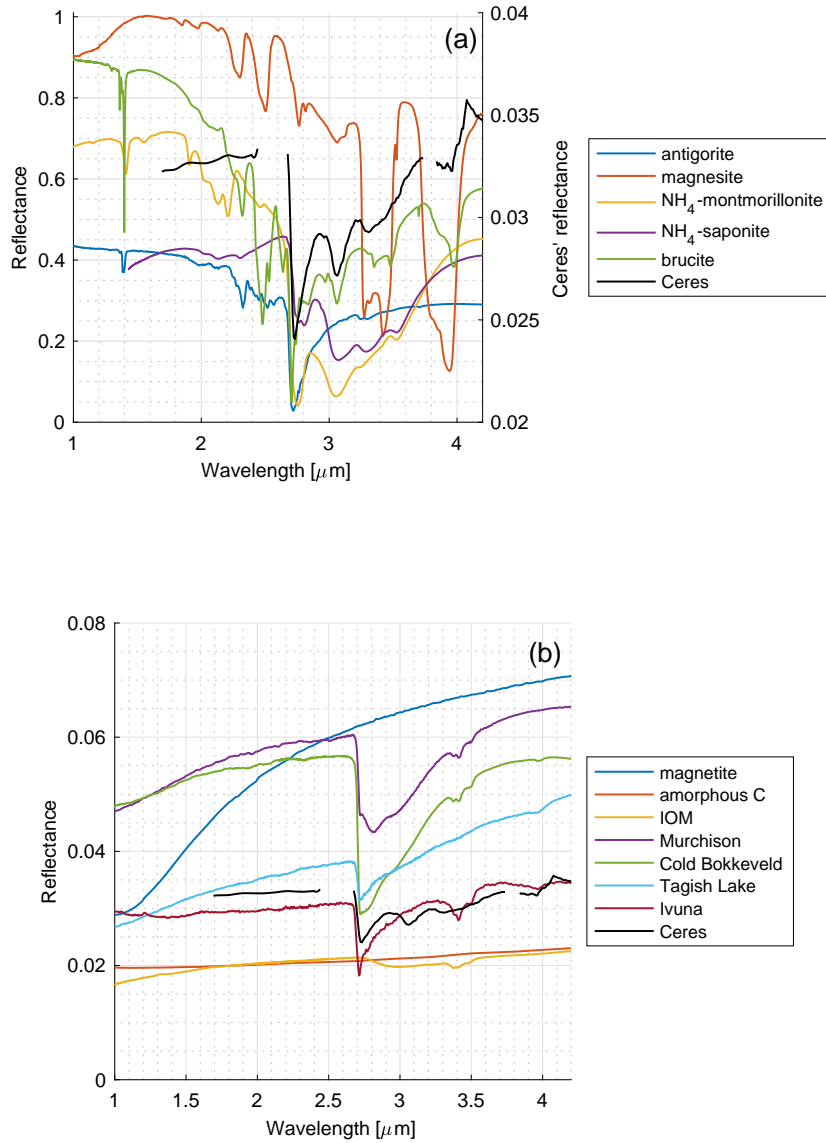 (a)
1
0.8
0.6
0.4
0.2
0
Reflectance
0.04
0.035
0.03
0.025
0.02
Ceres' reflectance
1
2
3
4
Wavelength [μm]
antigorite
magnesite
NH4-montmorillonite
NH4-saponite
brucite
Ceres
(b)
0.08
0.06
0.04
0.02
0
Reflectance
1
1.5
2
2.5
3
3.5
4
Wavelength [μm]
magnetite
amorphous C
IOM
Murchison
Cold Bokkeveld
Tagish Lake
Ivuna
Ceres